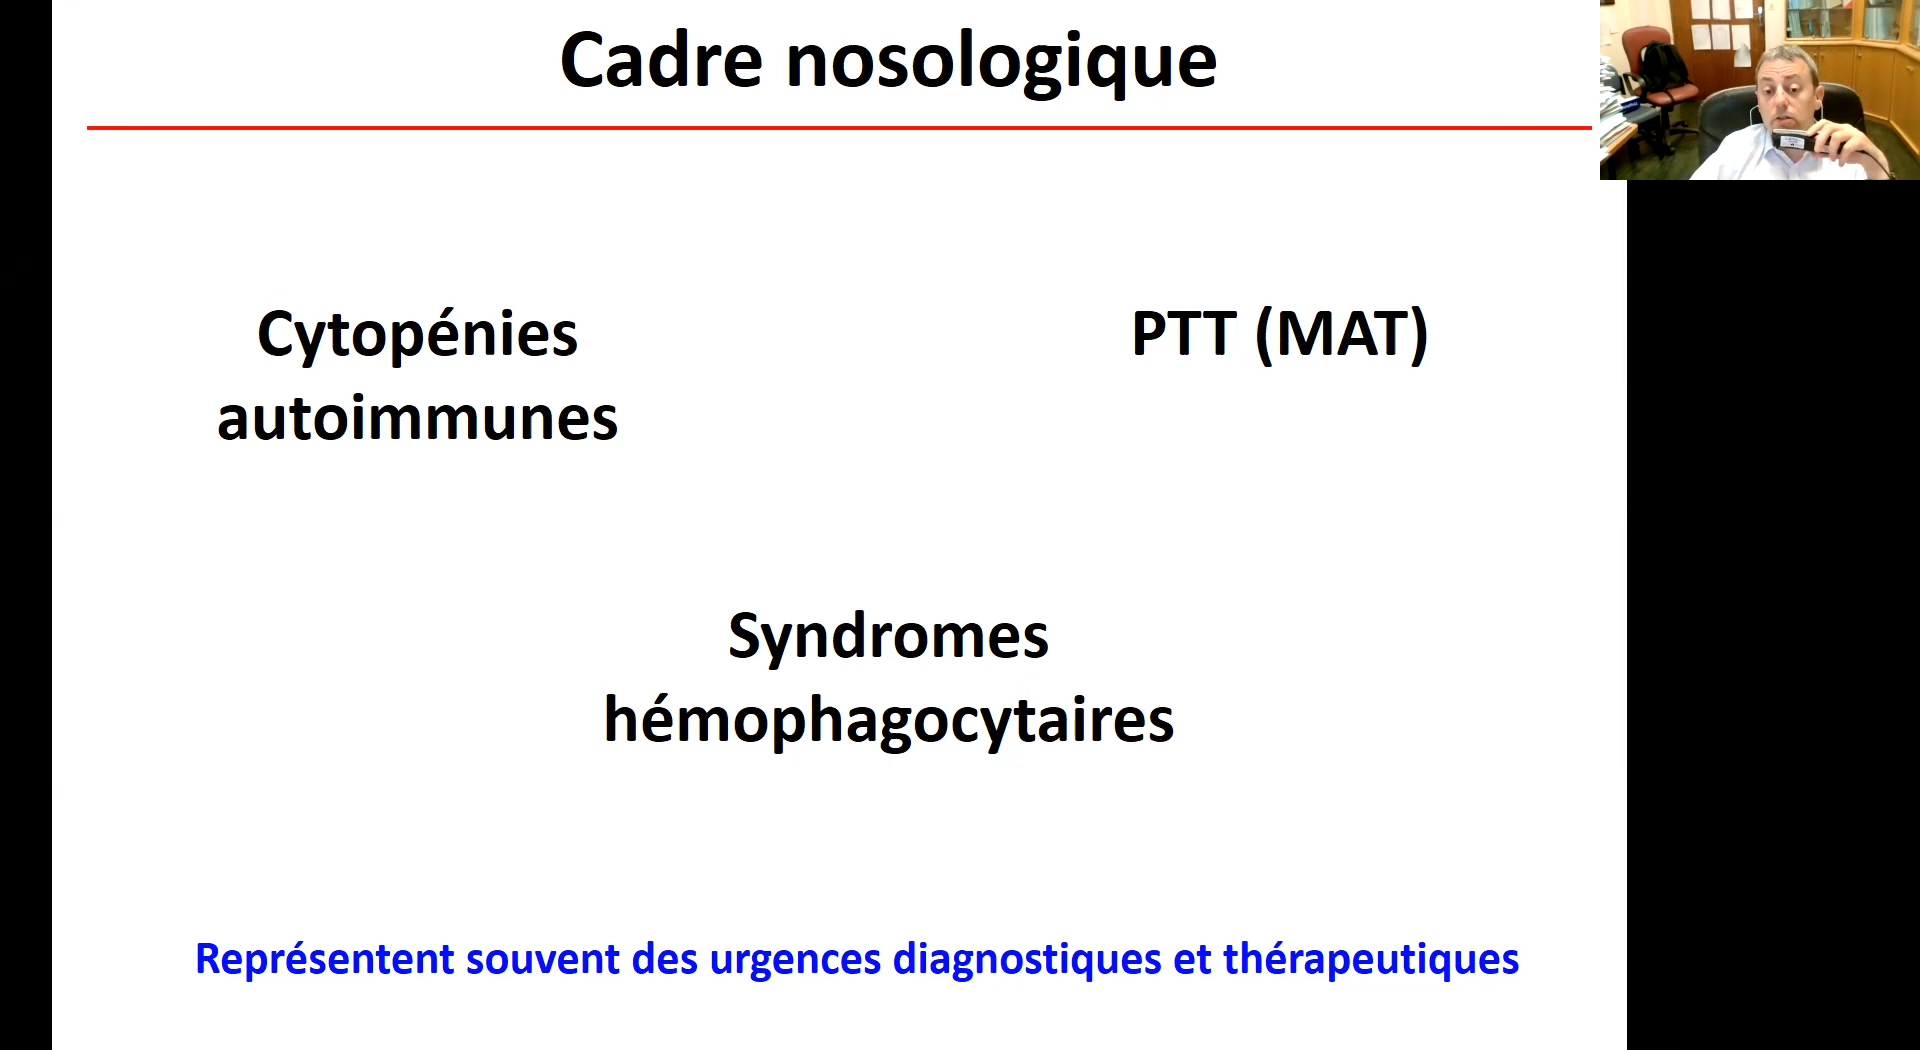 Cadre nosologique
Cytopénies
autoimmunes
PTT (MAT)
Syndromes
hémophagocytaires
Représentent souvent des urgences diagnostiques et thérapeutiques